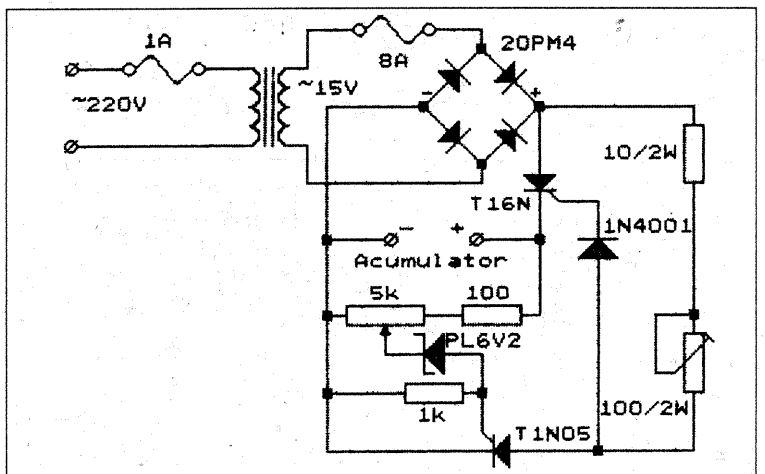 1A
20PM4
8A
~220V
~15V
-
+
10/2W
T16N
1N4001
- +
Acumulator
5k
100
PL6V2
1k
100/2W
T1N05